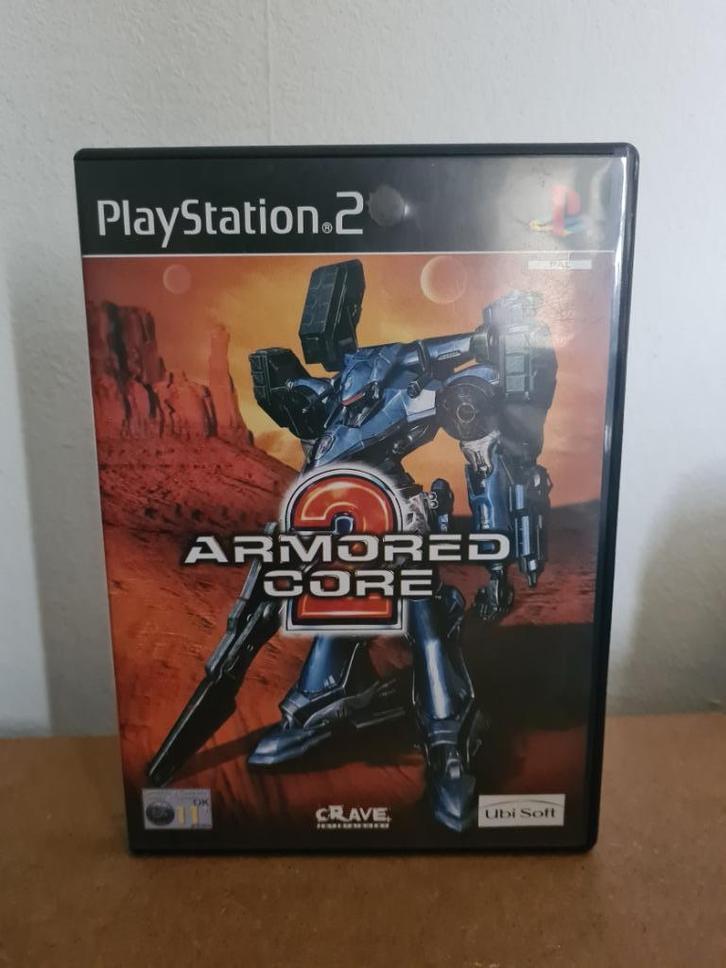 PlayStation®2
PAL
2
ARMORED
CORE
11
DK
CRAVE
Ubi Soft